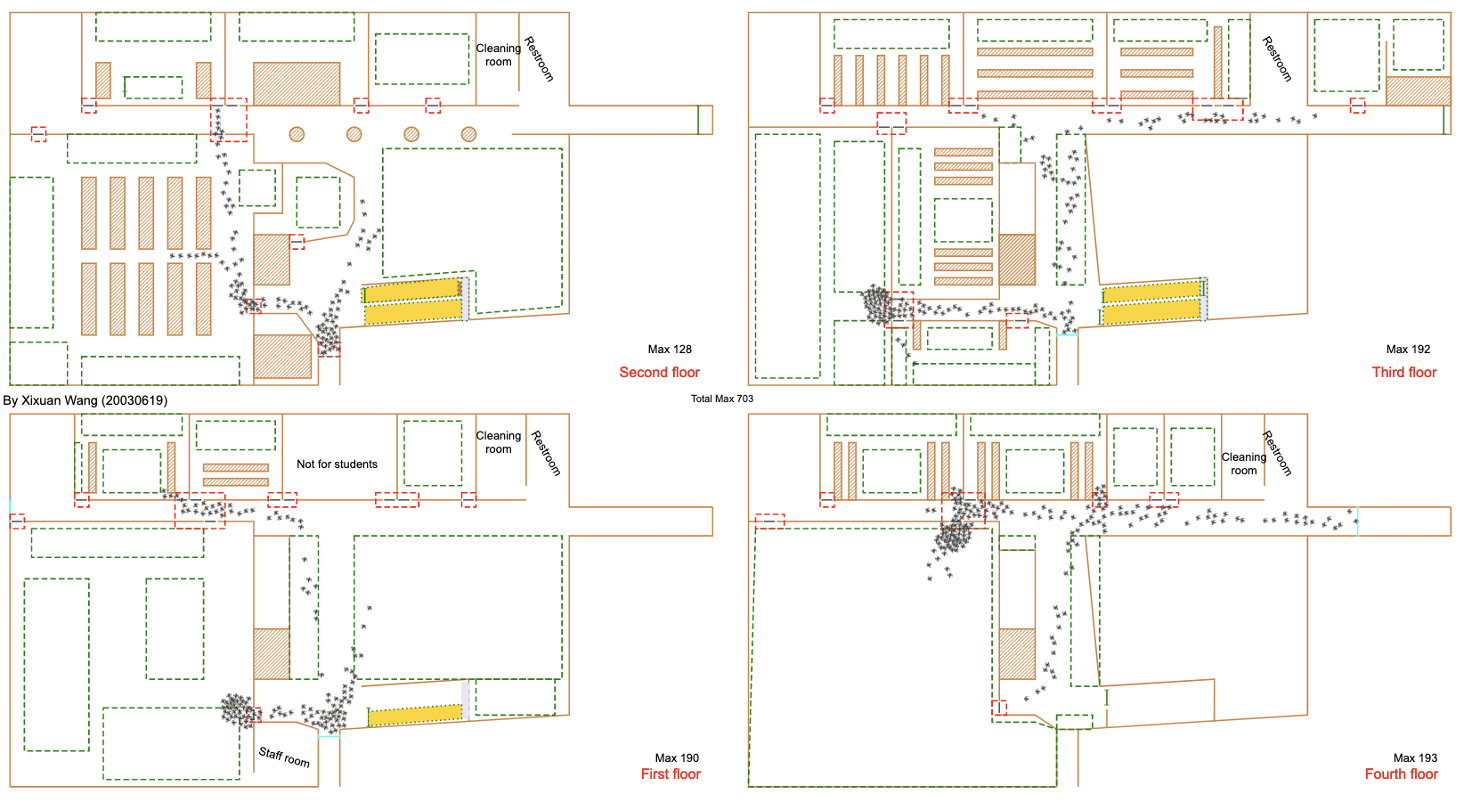 Cleaning
room
Restroom
Restroom
Max 128
Second floor
Max 192
Third floor
By Xixuan Wang (20030619)
Total Max 703
Not for students
Cleaning
room
Restroom
Cleaning
room
Restroom
Staff room
Max 190
First floor
Max 193
Fourth floor